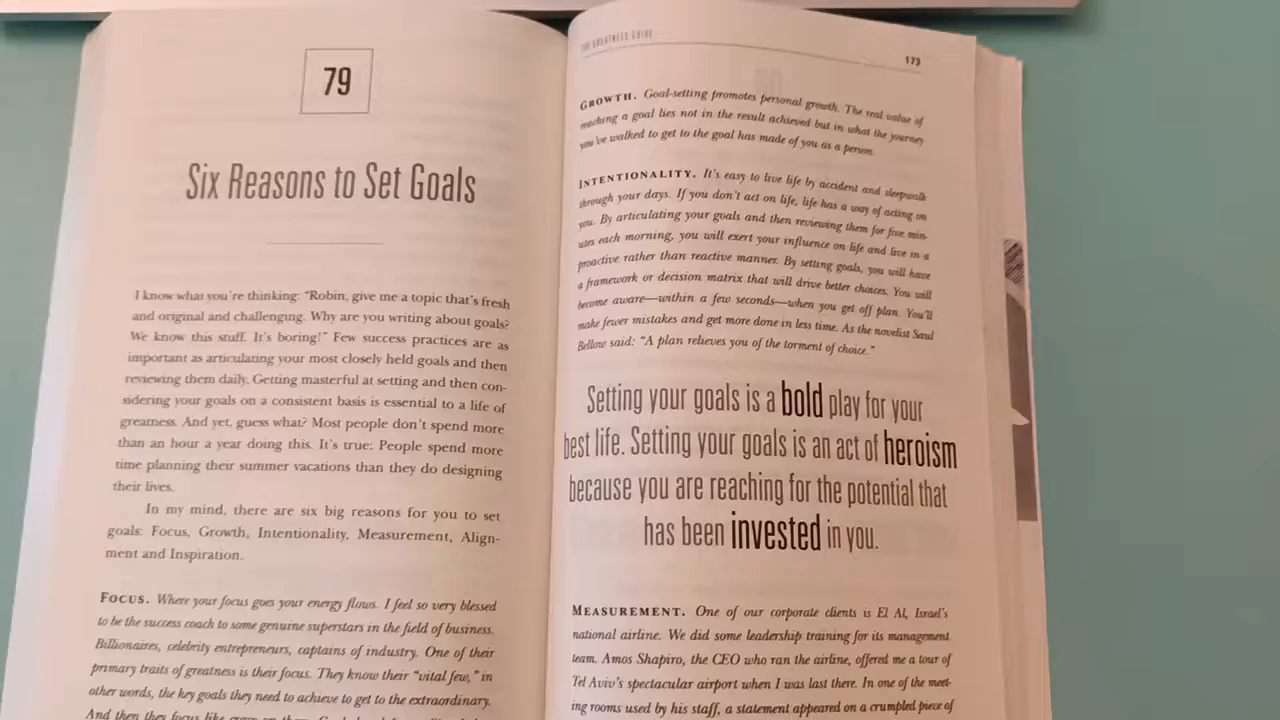 79
Six Reasons to Set Goals
I know what you're thinking: "Robin, give me a topic that's fresh
and original and challenging. Why are you writing about goals?
We know this stuff. It's boring!" Few success practices are as
important as articulating your most closely held goals and then
reviewing them daily. Getting masterful at setting and then con-
sidering your goals on a consistent basis is essential to a life of
greatness. And yet, guess what? Most people don't spend more
than an hour a year doing this. It's true: People spend more
time planning their summer vacations than they do designing
their lives.
In my mind, there are six big reasons for you to set
goals: Focus, Growth, Intentionality, Measurement, Align-
ment and Inspiration.
FOCUS. Where your focus goes your energy flows. I feel so very blessed
to be the success coach to some genuine superstars in the field of business.
Billionaires, celebrity entrepreneurs, captains of industry. One of their
primary traits of greatness is their focus. They know their "vital few," in
other words, the key goals they need to achieve to get to the extraordinary.
And then they focus like
THE GREATNESS GUIDE
173
GROWTH. Goal-setting promotes personal growth. The real value of
reaching a goal lies not in the result achieved but in what the journey
you've walked to get to the goal has made of you as a person.
INTENTIONALITY. It's easy to live life by accident and sleepwalk
through your days. If you don't act on life, life has a way of acting on
you. By articulating your goals and then reviewing them for five min-
utes each morning, you will exert your influence on life and live in a
proactive rather than reactive manner. By setting goals, you will have
a framework or decision matrix that will drive better choices. You will
become aware—within a few seconds—when you get off plan. You'll
make fewer mistakes and get more done in less time. As the novelist Saul
Bellow said: "A plan relieves you of the torment of choice."
Setting your goals is a bold play for your
best life. Setting your goals is an act of heroism
because you are reaching for the potential that
has been invested in you.
MEASUREMENT. One of our corporate clients is El Al, Israel's
national airline. We did some leadership training for its management
team. Amos Shapiro, the CEO who ran the airline, offered me a tour of
Tel Aviv's spectacular airport when I was last there. In one of the meet-
ing rooms used by his staff, a statement appeared on a crumpled piece of